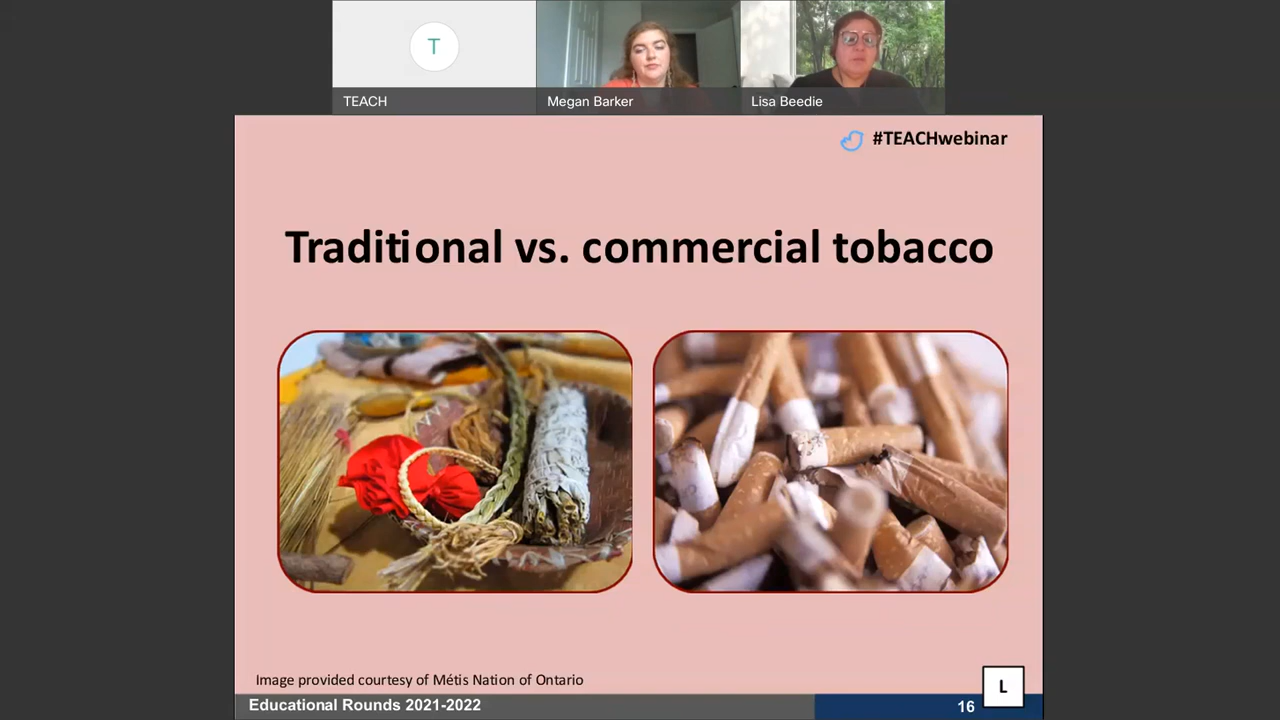 T
TEACH
Megan Barker
Lisa Beedie
#TEACHwebinar
Traditional vs. commercial tobacco
Image provided courtesy of Métis Nation of Ontario
L
Educational Rounds 2021-2022
16